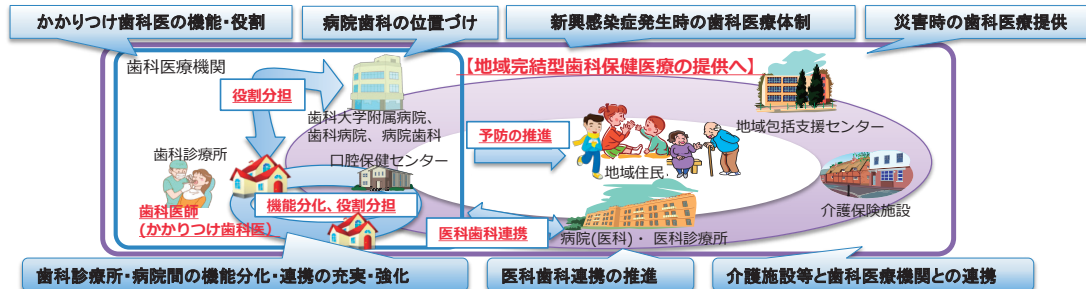 かかりつけ歯科医の機能・役割
病院歯科の位置づけ
新興感染症発生時の歯科医療体制
災害時の歯科医療提供
歯科医療機関
【地域完結型歯科保健医療の提供へ】
役割分担
歯科大学附属病院、
歯科病院、病院歯科
地域包括支援センター
予防の推進
歯科診療所
口腔保健センター
地域住民
機能分化、役割分担
介護保険施設
歯科医師
(かかりつけ歯科医)
医科歯科連携
病院(医科)・ 医科診療所
歯科診療所・病院間の機能分化・連携の充実・強化
医科歯科連携の推進
介護施設等と歯科医療機関との連携